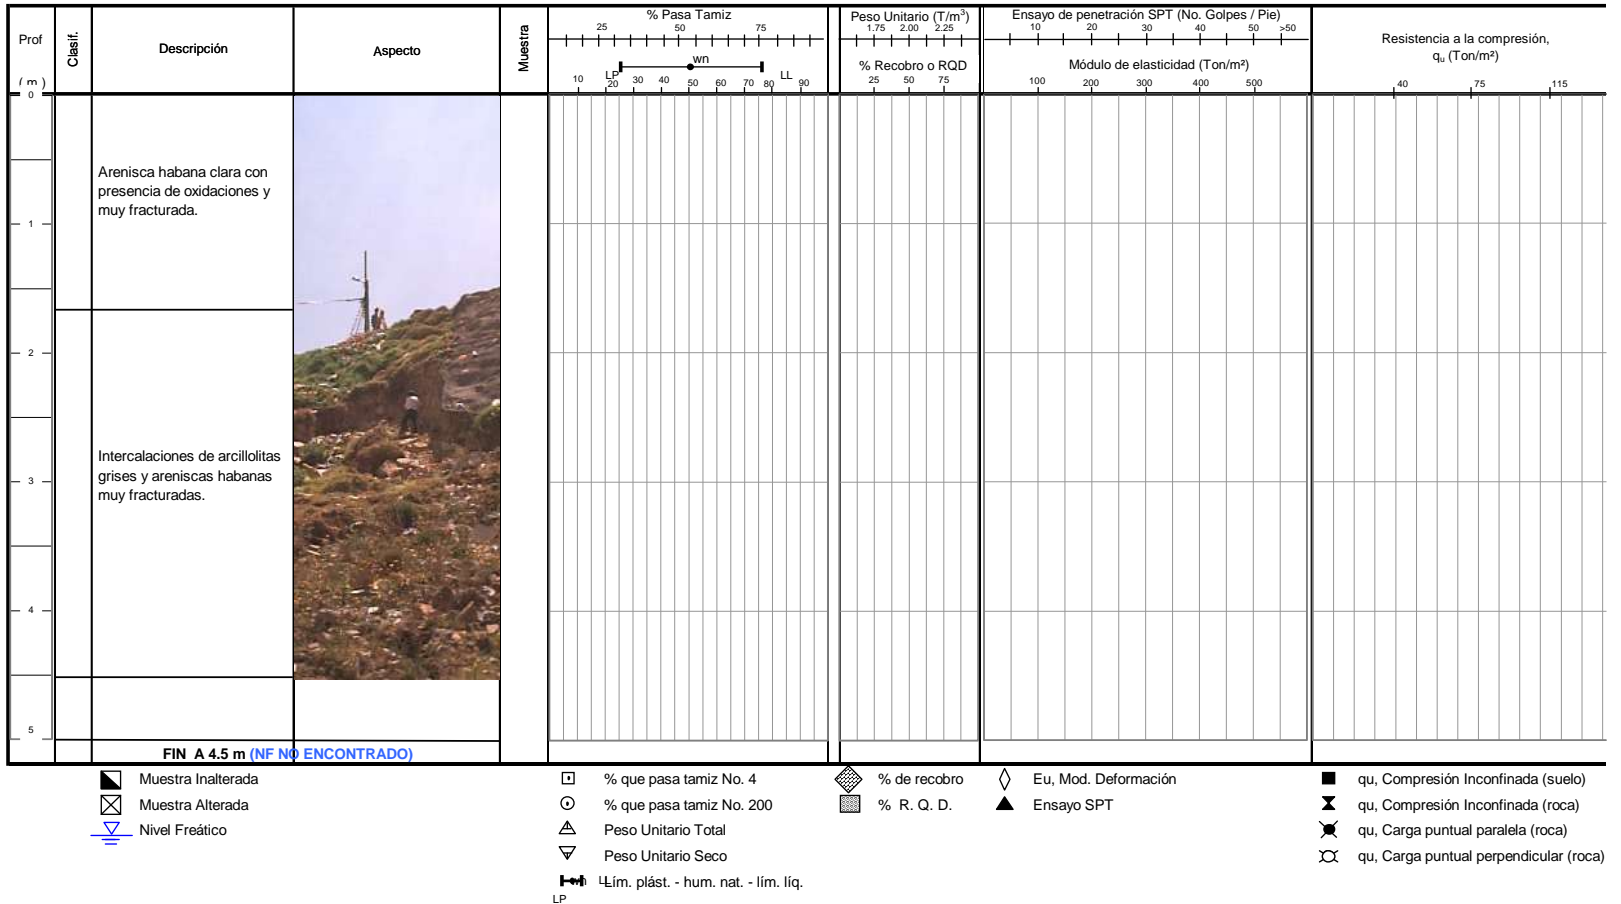 Prof
( m )
Clasif.
Descripción
Aspecto
Muestra
% Pasa Tamiz
25 50 75
wn
LP LL
10 20 30 40 50 60 70 80 90
Peso Unitario (T/m³)
1.75 2.00 2.25
% Recobro o RQD
25 50 75
Ensayo de penetración SPT (No. Golpes / Pie)
10 20 30 40 50 >50
Módulo de elasticidad (Ton/m²)
100 200 300 400 500
Resistencia a la compresión,
qu (Ton/m²)
40 75 115
0
Arenisca habana clara con
presencia de oxidaciones y
muy fracturada.
1
2
Intercalaciones de arcillolitas
grises y areniscas habanas
muy fracturadas.
3
4
5
FIN A 4.5 m (NF NO ENCONTRADO)
Muestra Inalterada
Muestra Alterada
Nivel Freático
% que pasa tamiz No. 4
% que pasa tamiz No. 200
Peso Unitario Total
Peso Unitario Seco
wn LL Lím. plást. - hum. nat. - lím. líq.
LP
% de recobro
% R. Q. D.
Eu, Mod. Deformación
Ensayo SPT
qu, Compresión Inconfinada (suelo)
qu, Compresión Inconfinada (roca)
qu, Carga puntual paralela (roca)
qu, Carga puntual perpendicular (roca)